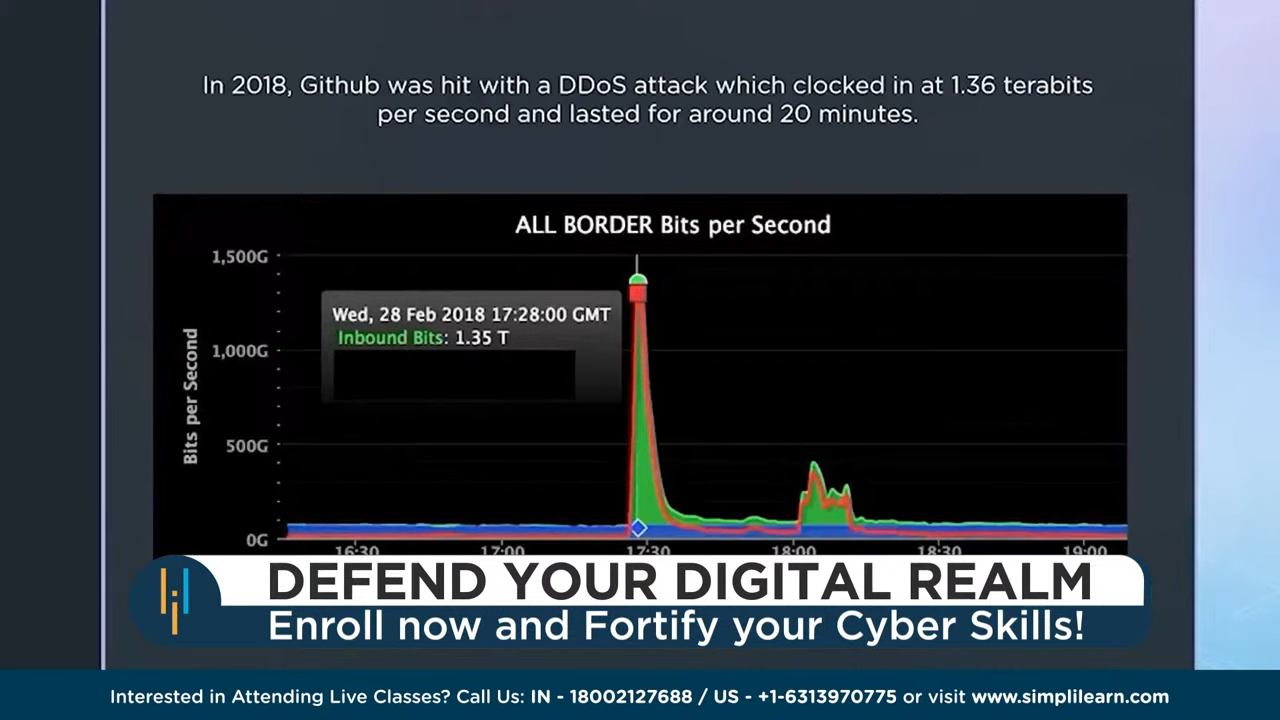 In 2018, Github was hit with a DDoS attack which clocked in at 1.36 terabits
per second and lasted for around 20 minutes.
ALL BORDER Bits per Second
1,500G
Wed, 28 Feb 2018 17:28:00 GMT
Inbound Bits: 1.35 T
1,000G
Bits per Second
500G
0G
16:30 17:00 17:30 18:00 18:30 19:00
DEFEND YOUR DIGITAL REALM
Enroll now and Fortify your Cyber Skills!
Interested in Attending Live Classes? Call Us: IN - 18002127688 / US - +1-6313970775 or visit www.simplilearn.com